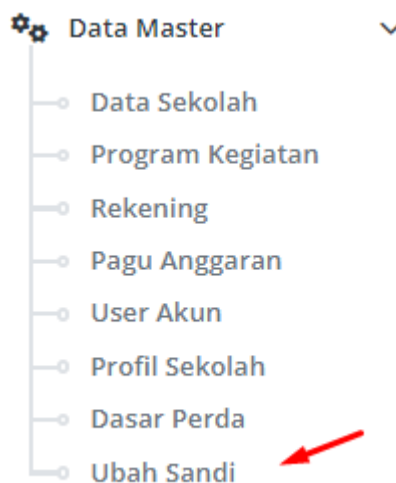 Data Master
Data Sekolah
Program Kegiatan
Rekening
Pagu Anggaran
User Akun
Profil Sekolah
Dasar Perda
Ubah Sandi